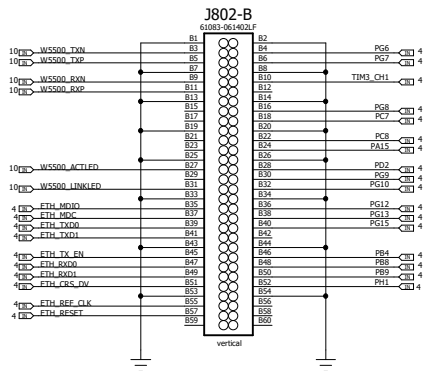 J802-B
61083-061402LF
B1 B2
10 IN W5500_TXN B3 B4 PG6 IN 4
10 IN W5500_TXP B5 B6 PG7 IN 4
B7 B8
10 IN W5500_RXN B9 B10 TIM3_CH1 IN 4
10 IN W5500_RXP B11 B12
B13 B14
B15 B16 PG8 IN 4
B17 B18 PC7 IN 4
B19 B20
B21 B22 PC8 IN 4
B23 B24 PA15 IN 4
B25 B26
10 IN W5500_ACTLED B27 B28 PD2 IN 4
B29 B30 PG9 IN 4
10 IN W5500_LINKLED B31 B32 PG10 IN 4
B33 B34
4 IN ETH_MDIO B35 B36 PG12 IN 4
4 IN ETH_MDC B37 B38 PG13 IN 4
4 IN ETH_TXD0 B39 B40 PG15 IN 4
4 IN ETH_TXD1 B41 B42
B43 B44
4 IN ETH_TX_EN B45 B46 PB4 IN 4
4 IN ETH_RXD0 B47 B48 PB8 IN 4
4 IN ETH_RXD1 B49 B50 PB9 IN 4
4 IN ETH_CRS_DV B51 B52 PH1 IN 4
B53 B54
4 IN ETH_REF_CLK B55 B56
4 IN ETH_RESET B57 B58
B59 B60
vertical